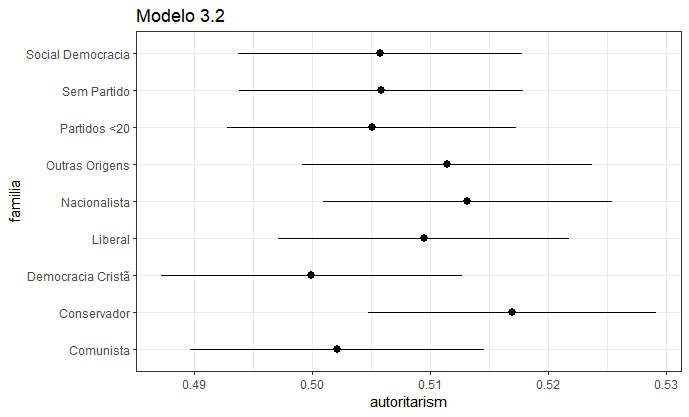 Modelo 3.2
familia
Social Democracia
Sem Partido
Partidos <20
Outras Origens
Nacionalista
Liberal
Democracia Cristã
Conservador
Comunista
0.49 0.50 0.51 0.52 0.53
autoritarism